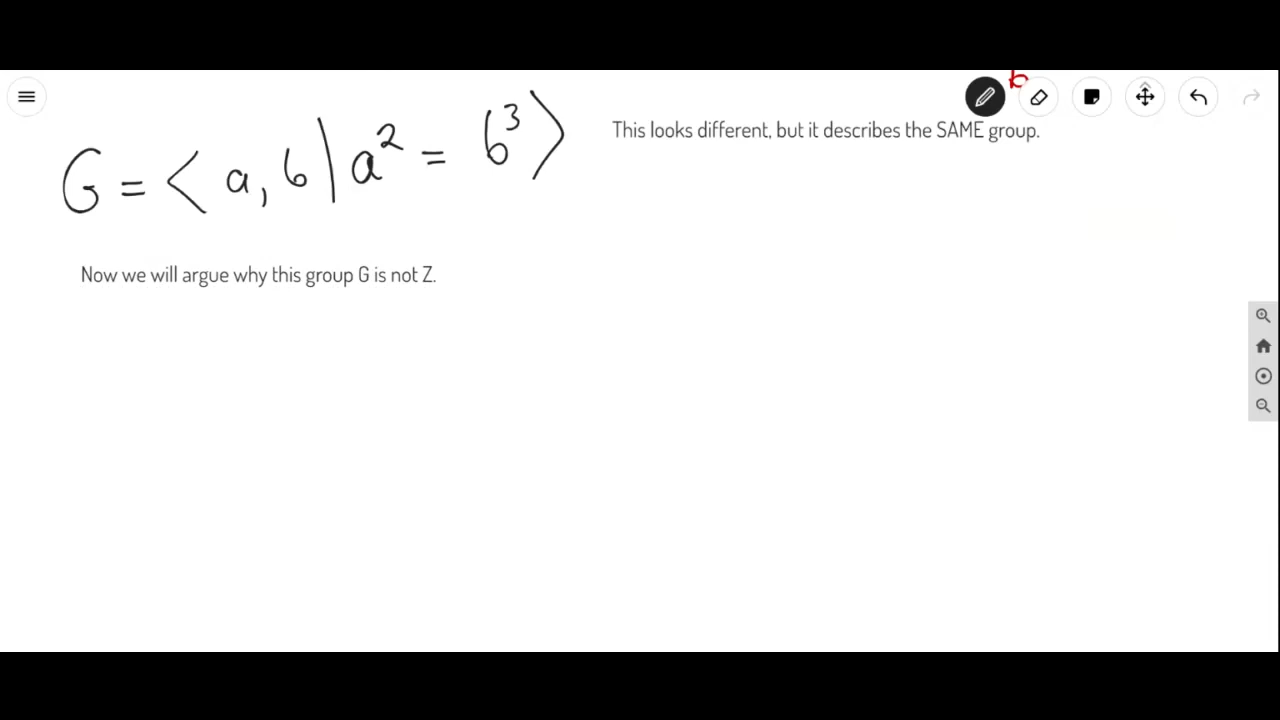 G = < a, b | a² = b³ >
This looks different, but it describes the SAME group.
Now we will argue why this group G is not Z.